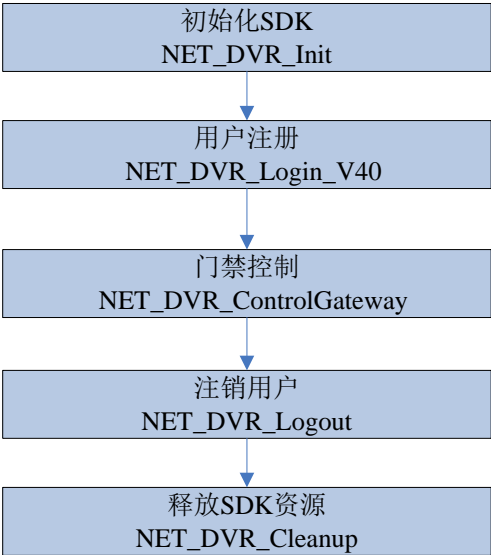 初始化SDK
NET_DVR_Init
用户注册
NET_DVR_Login_V40
门禁控制
NET_DVR_ControlGateway
注销用户
NET_DVR_Logout
释放SDK资源
NET_DVR_Cleanup